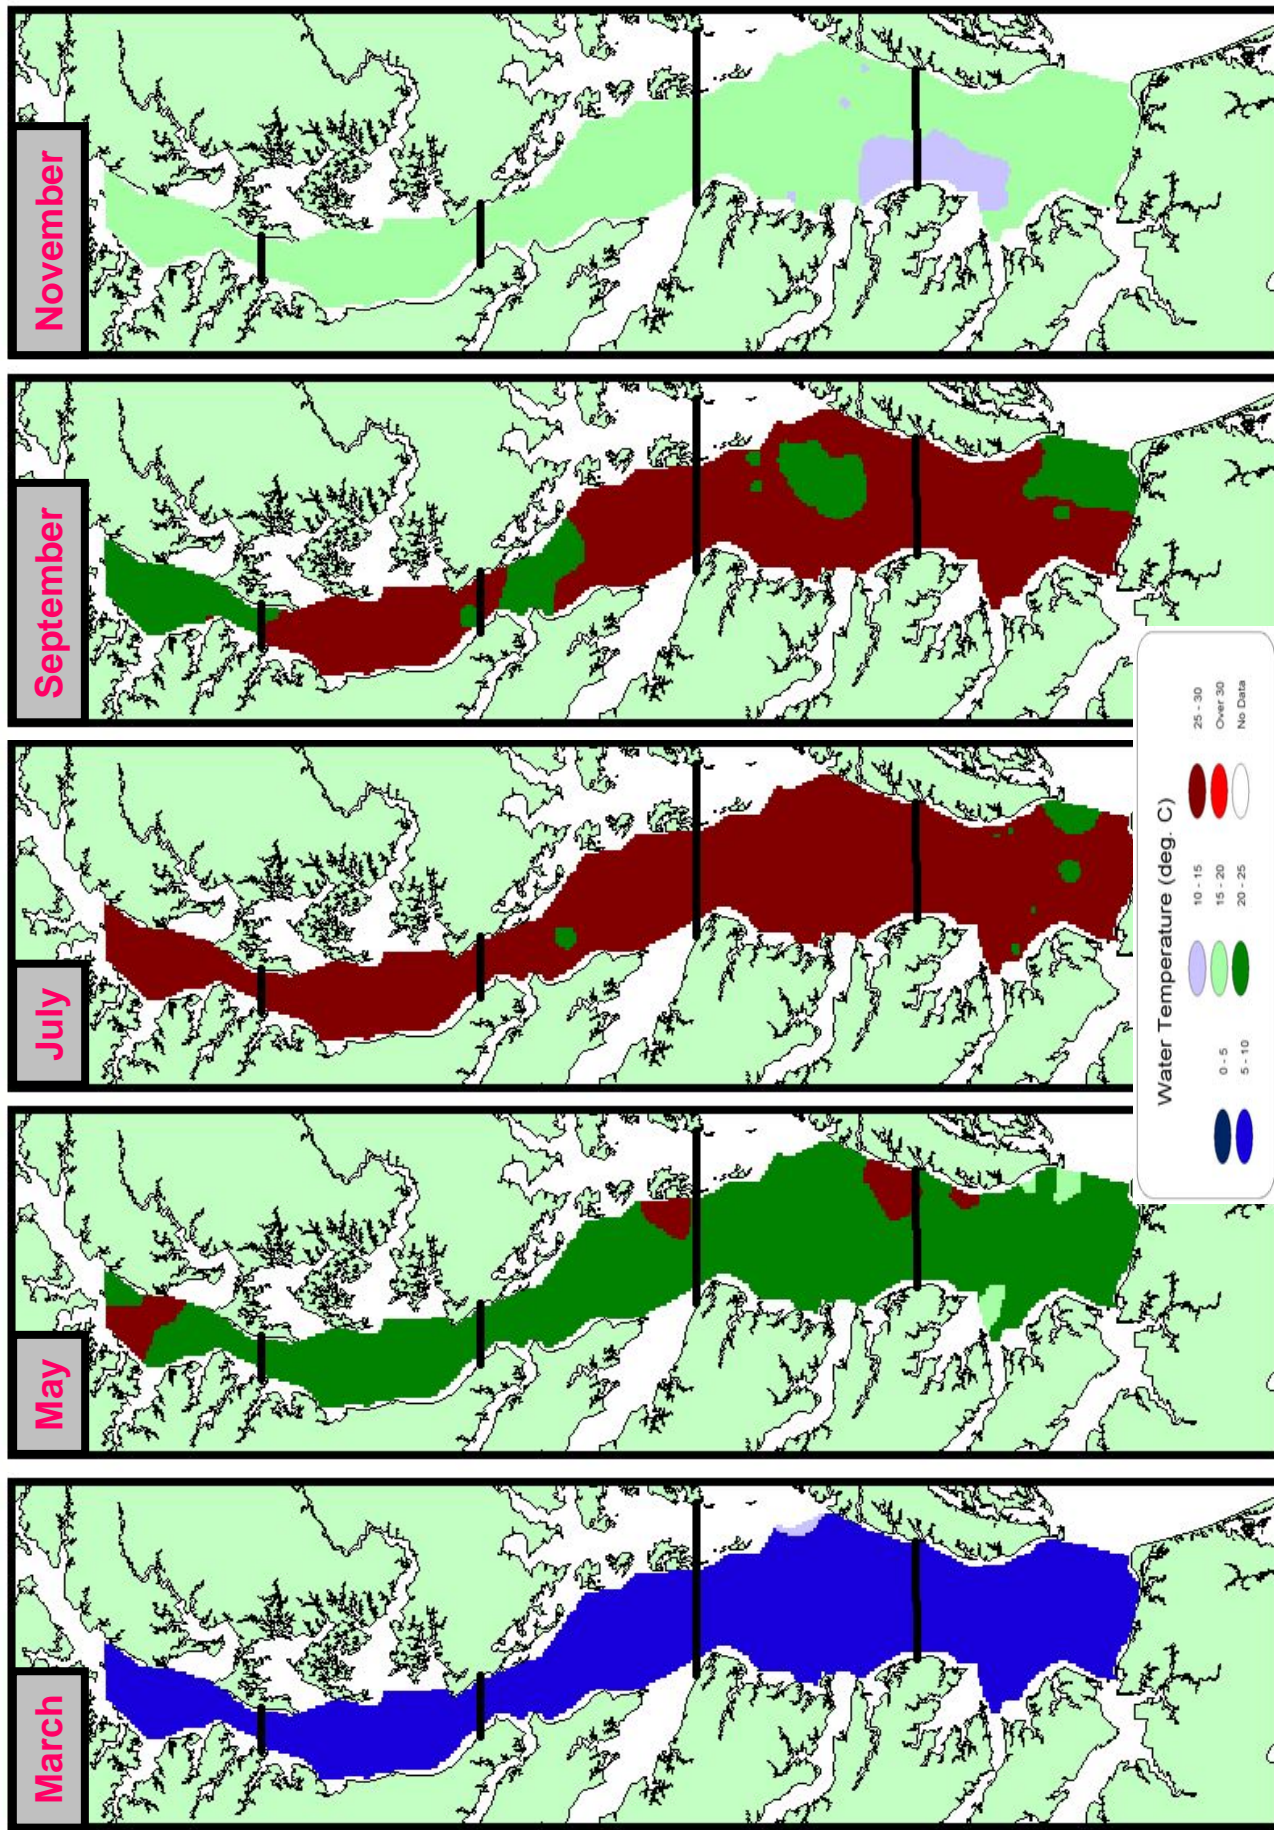 March
May
July
September
November
Water Temperature (deg. C)
0 - 5
5 - 10
10 - 15
15 - 20
20 - 25
25 - 30
Over 30
No Data